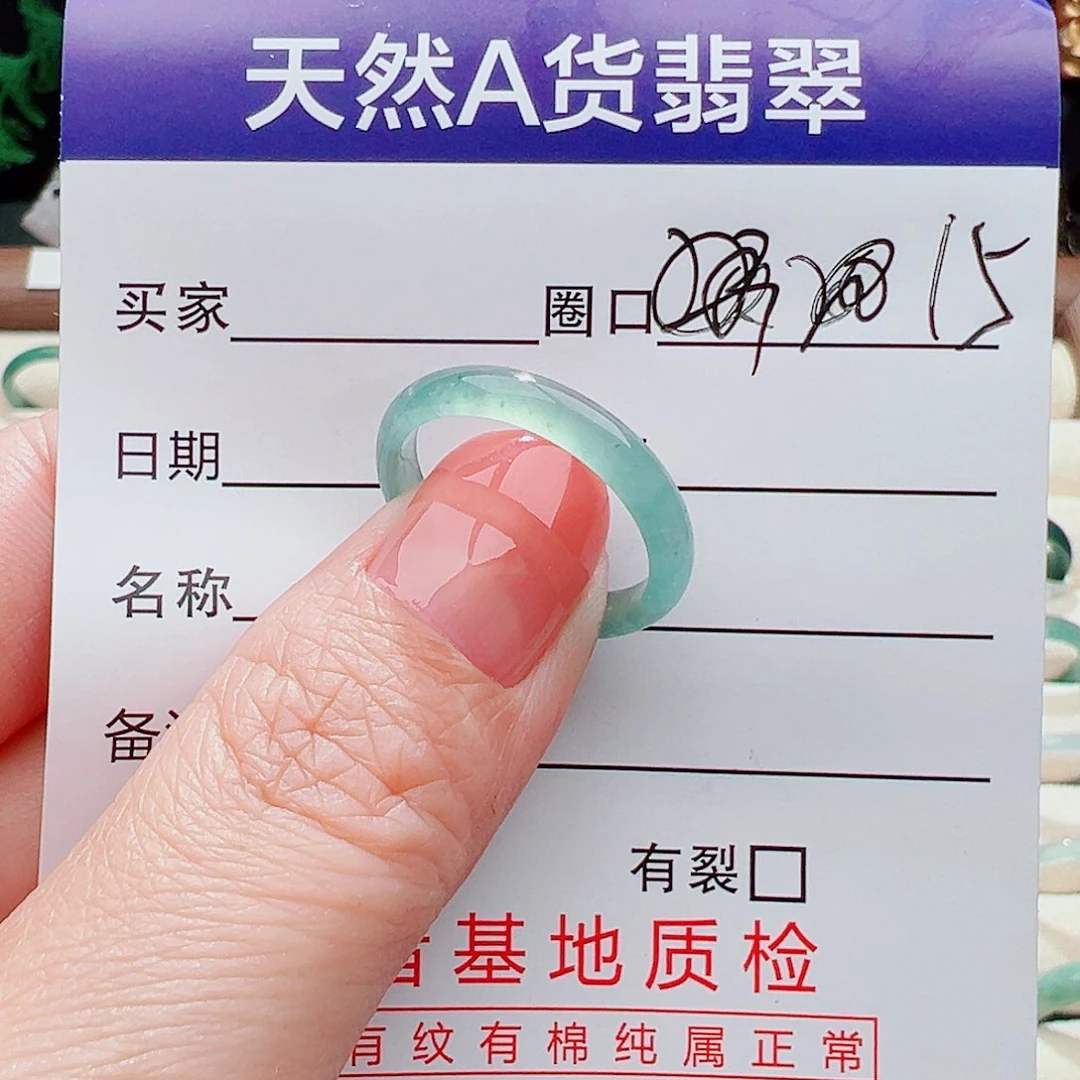 天然A货翡翠
买家 圈口 15
日期
名称
备
有裂□
基地质检
有纹有棉纯属正常